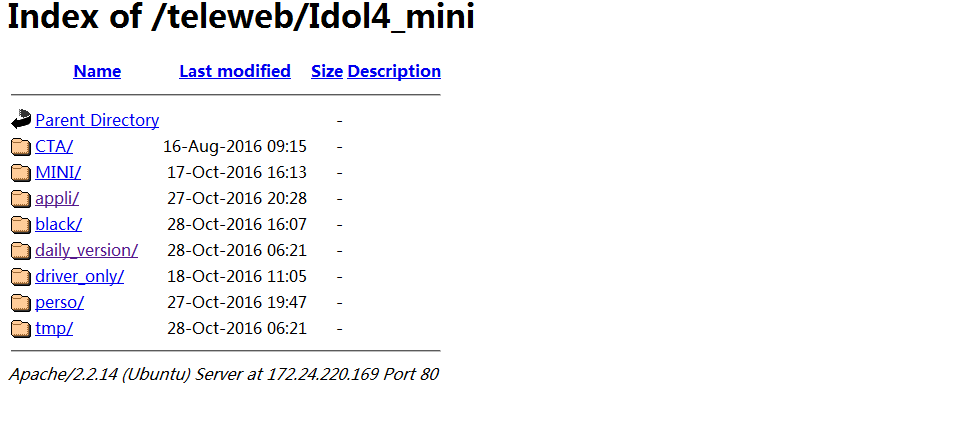 Index of /teleweb/Idol4_mini
Name Last modified Size Description
Parent Directory -
CTA/ 16-Aug-2016 09:15 -
MINI/ 17-Oct-2016 16:13 -
appli/ 27-Oct-2016 20:28 -
black/ 28-Oct-2016 16:07 -
daily_version/ 28-Oct-2016 06:21 -
driver_only/ 18-Oct-2016 11:05 -
perso/ 27-Oct-2016 19:47 -
tmp/ 28-Oct-2016 06:21 -
Apache/2.2.14 (Ubuntu) Server at 172.24.220.169 Port 80